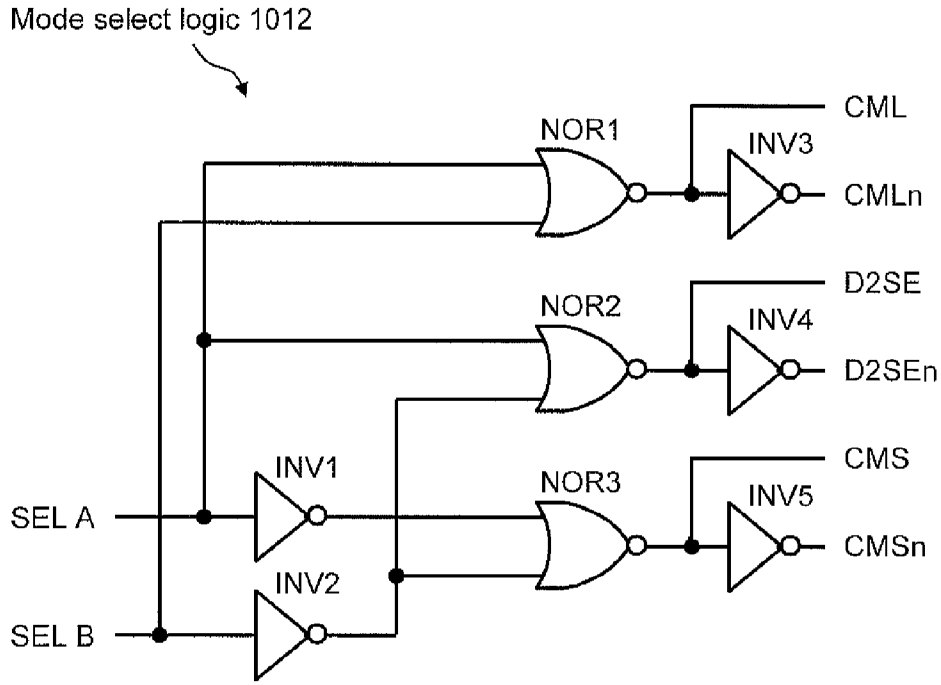 Mode select logic 1012
CML
NOR1
INV3
CMLn
D2SE
NOR2
INV4
D2SEn
CMS
INV1
NOR3
INV5
SEL A
CMSn
INV2
SEL B